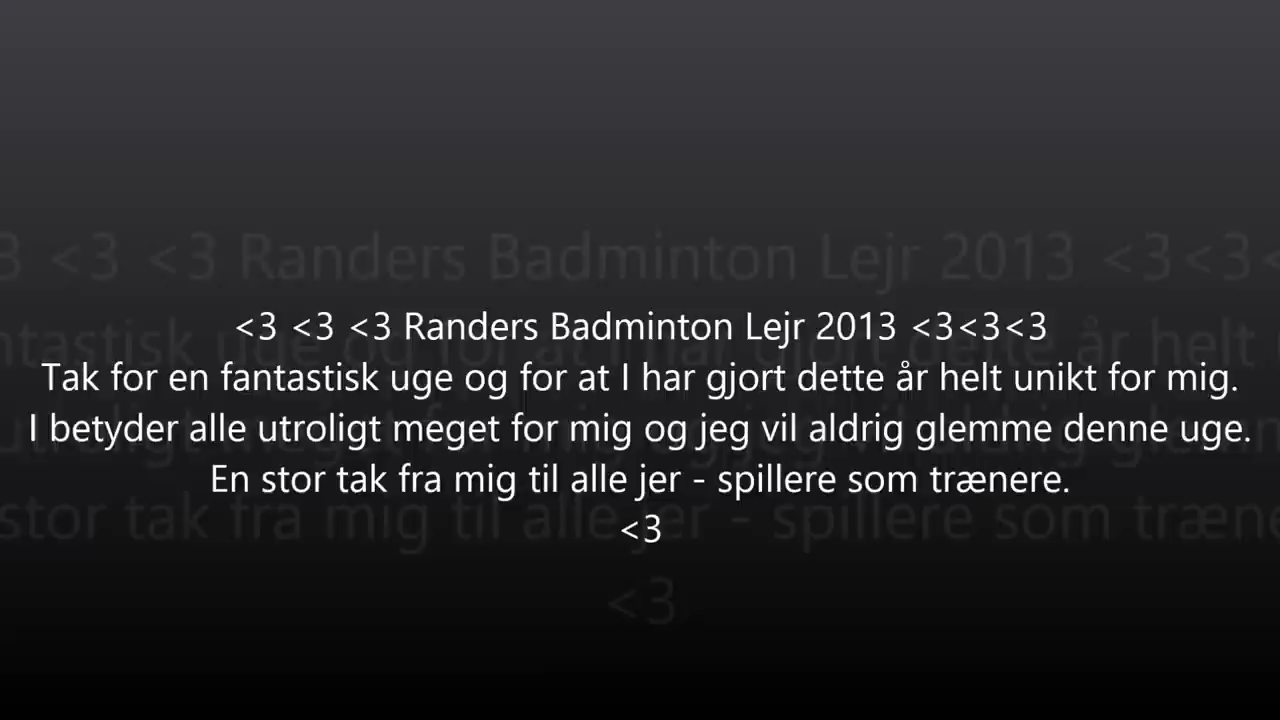 <3 <3 <3 Randers Badminton Lejr 2013 <3<3<3
Tak for en fantastisk uge og for at I har gjort dette år helt unikt for mig.
I betyder alle utroligt meget for mig og jeg vil aldrig glemme denne uge.
En stor tak fra mig til alle jer - spillere som trænere.
<3